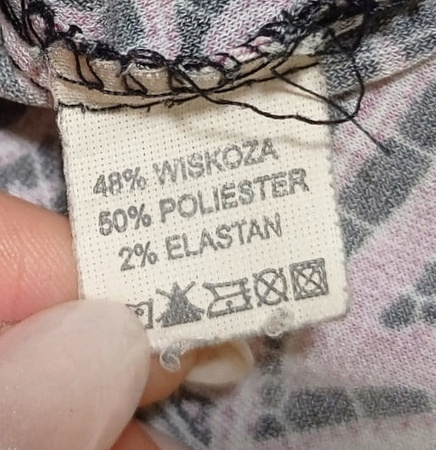 48% WISKOZA
50% POLIESTER
2% ELASTAN